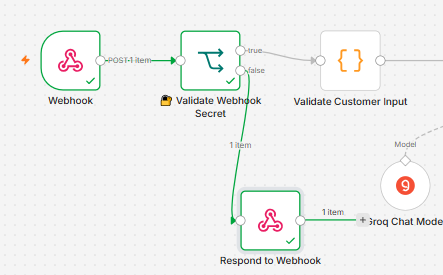 POST
1 item
true
false
Webhook
🔐 Validate Webhook
Secret
Validate Customer Input
Model
1 item
1 item
Groq Chat Mode
Respond to Webhook